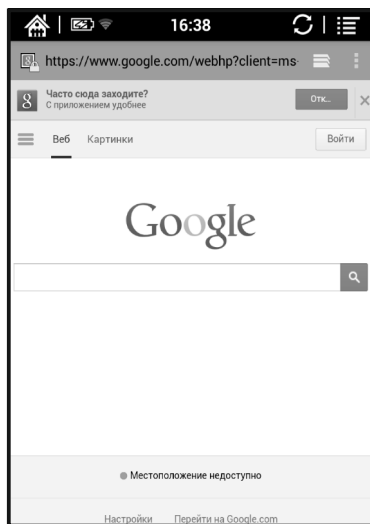 16:38
https://www.google.com/webhp?client=ms-
8 Часто сюда заходите?
С приложением удобнее
Отк...
Веб Картинки
Войти
Google
Местоположение недоступно
Настройки Перейти на Google.com